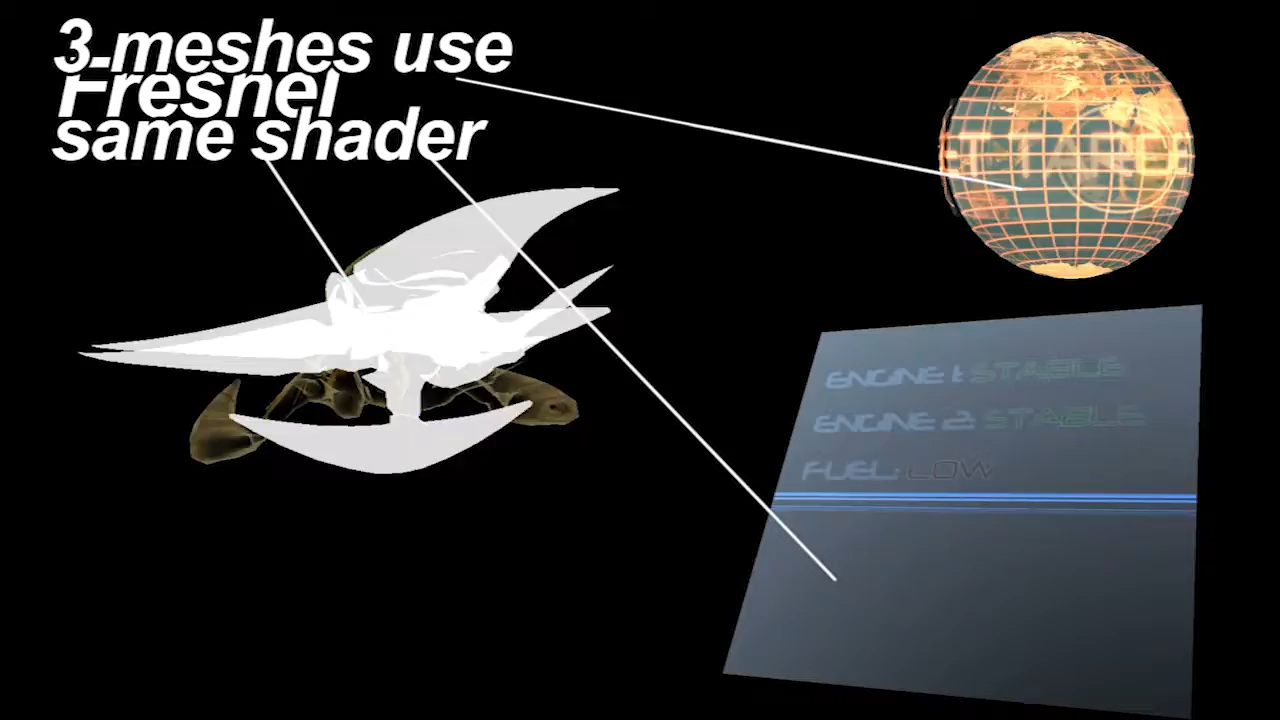 3 meshes use
Fresnel
same shader
ENGINE 1: STABLE
ENGINE 2: STABLE
FUEL: LOW